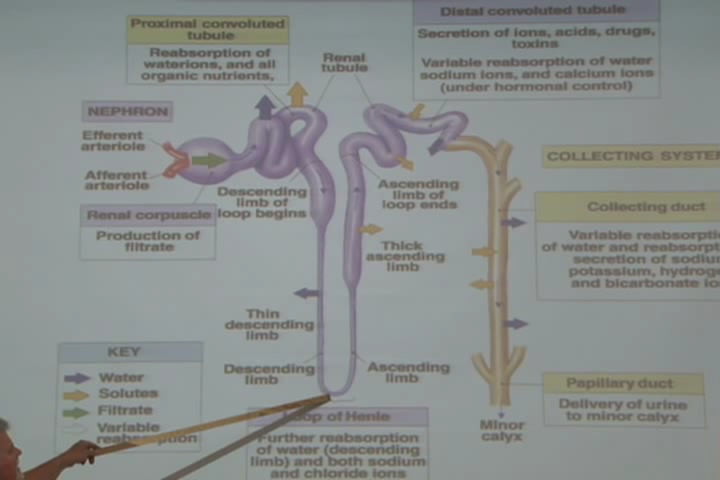 Proximal convoluted
tubule
Reabsorption of
waterions, and all
organic nutrients,
Renal
tubule
Distal convoluted tubule
Secretion of ions, acids, drugs,
toxins
Variable reabsorption of water
sodium ions, and calcium ions
(under hormonal control)
NEPHRON
Efferent
arteriole
Afferent
arteriole
Renal corpuscle
Production of
filtrate
Descending
limb of
loop begins
Ascending
limb of
loop ends
Thick
ascending
limb
COLLECTING SYSTEM
Collecting duct
Variable reabsorpti
of water and reabsorpt
secretion of sodiu
potassium, hydroge
and bicarbonate io
Thin
descending
limb
Descending
limb
Ascending
limb
KEY
Water
Solutes
Filtrate
Variable
reabsorption
Loop of Henle
Further reabsorption
of water (descending
limb) and both sodium
and chloride ions
Papillary duct
Delivery of urine
to minor calyx
Minor
calyx